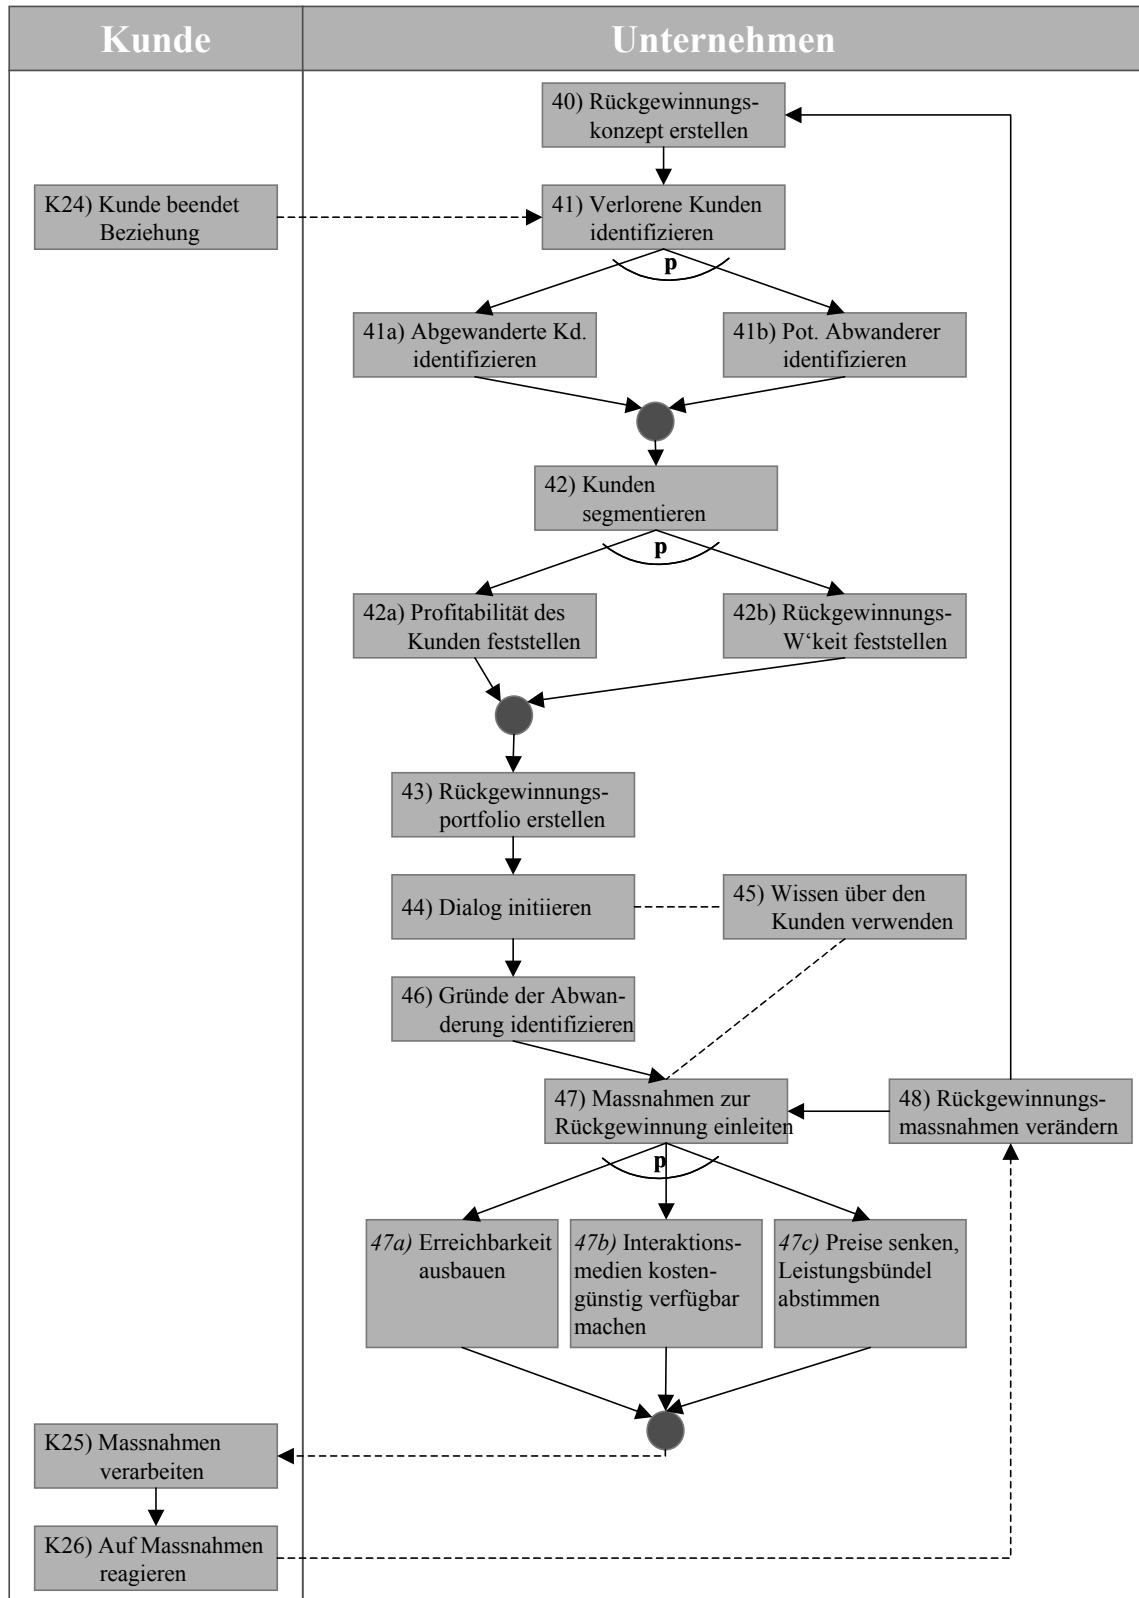 Kunde
Unternehmen
40) Rückgewinnungs-
konzept erstellen
K24) Kunde beendet
Beziehung
41) Verlorene Kunden
identifizieren
p
41a) Abgewanderte Kd.
identifizieren
41b) Pot. Abwanderer
identifizieren
42) Kunden
segmentieren
p
42a) Profitabilität des
Kunden feststellen
42b) Rückgewinnungs-
W‘keit feststellen
43) Rückgewinnungs-
portfolio erstellen
44) Dialog initiieren
45) Wissen über den
Kunden verwenden
46) Gründe der Abwan-
derung identifizieren
47) Massnahmen zur
Rückgewinnung einleiten
48) Rückgewinnungs-
massnahmen verändern
p
47a) Erreichbarkeit
ausbauen
47b) Interaktions-
medien kosten-
günstig verfügbar
machen
47c) Preise senken,
Leistungsbündel
abstimmen
K25) Massnahmen
verarbeiten
K26) Auf Massnahmen
reagieren